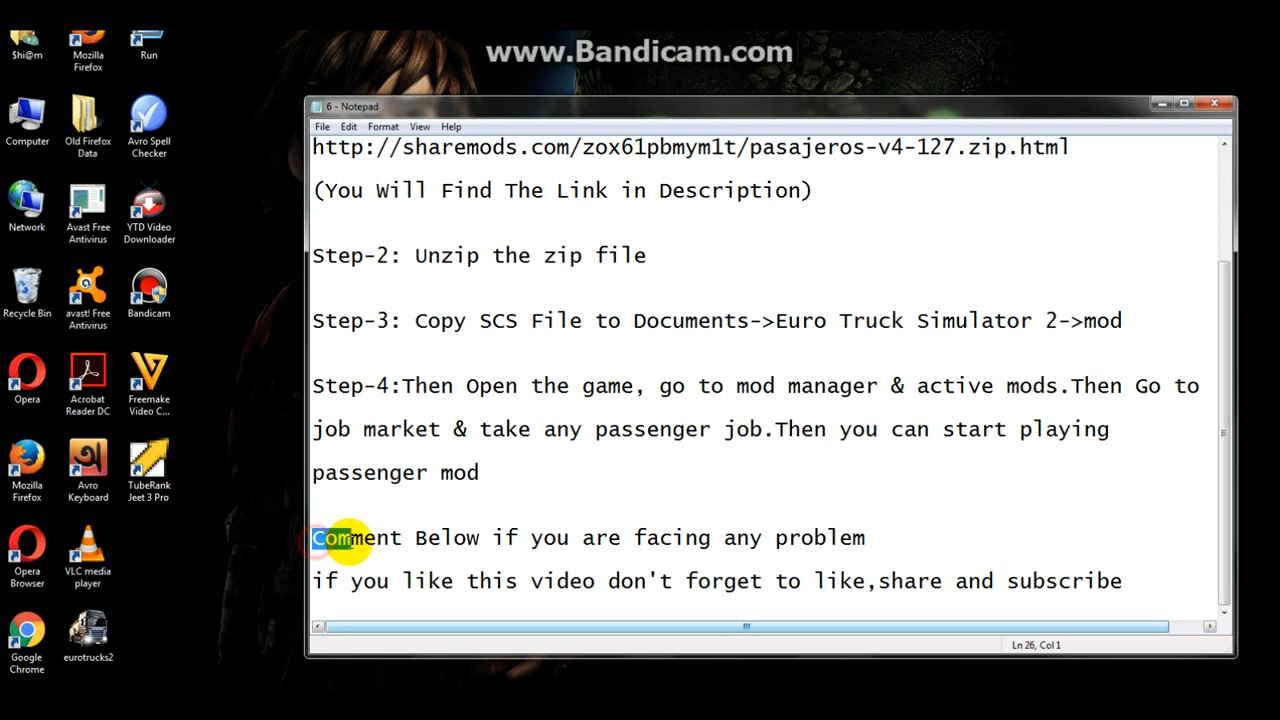 www.Bandicam.com
$hi@m
Mozilla
Firefox
Run
Computer
Old Firefox
Data
Avro Spell
Checker
Network
Avast Free
Antivirus
YTD Video
Downloader
Recycle Bin
avast! Free
Antivirus
Bandicam
Opera
Acrobat
Reader DC
Freemake
Video C...
Mozilla
Firefox
Avro
Keyboard
TubeRank
Jeet 3 Pro
Opera
Browser
VLC media
player
Google
Chrome
eurotrucks2
6 - Notepad
File Edit Format View Help
http://sharemods.com/zox61pbmym1t/pasajeros-v4-127.zip.html
(You Will Find The Link in Description)
Step-2: Unzip the zip file
Step-3: Copy SCS File to Documents->Euro Truck Simulator 2->mod
Step-4:Then Open the game, go to mod manager & active mods.Then Go to
job market & take any passenger job.Then you can start playing
passenger mod
Comment Below if you are facing any problem
if you like this video don't forget to like,share and subscribe
Ln 26, Col 1